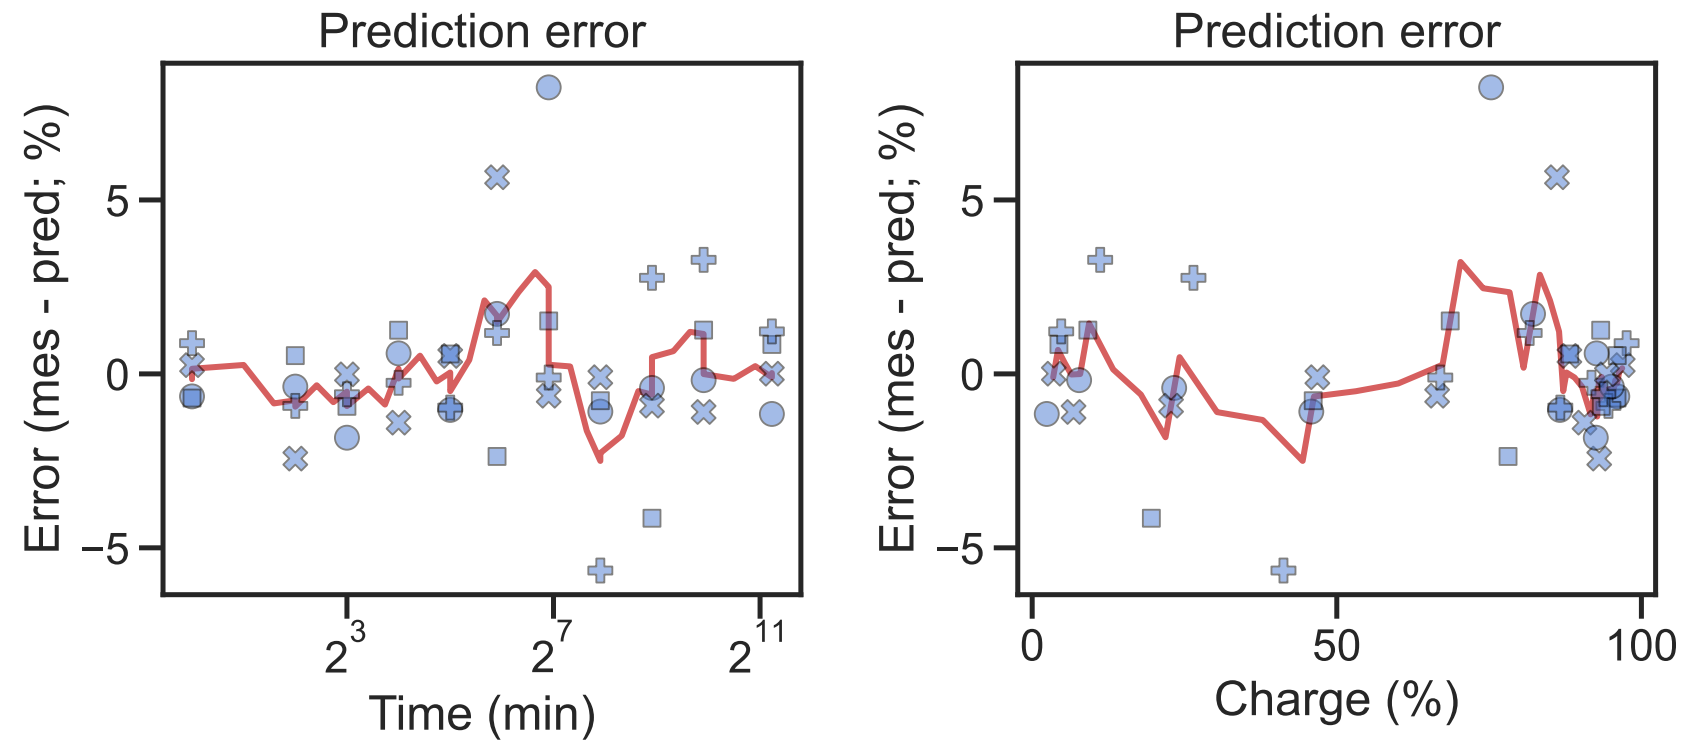 Prediction error
Error (mes - pred; %)
5
0
−5
2^3
2^7
2^11
Time (min)
Prediction error
Error (mes - pred; %)
5
0
−5
0
50
100
Charge (%)